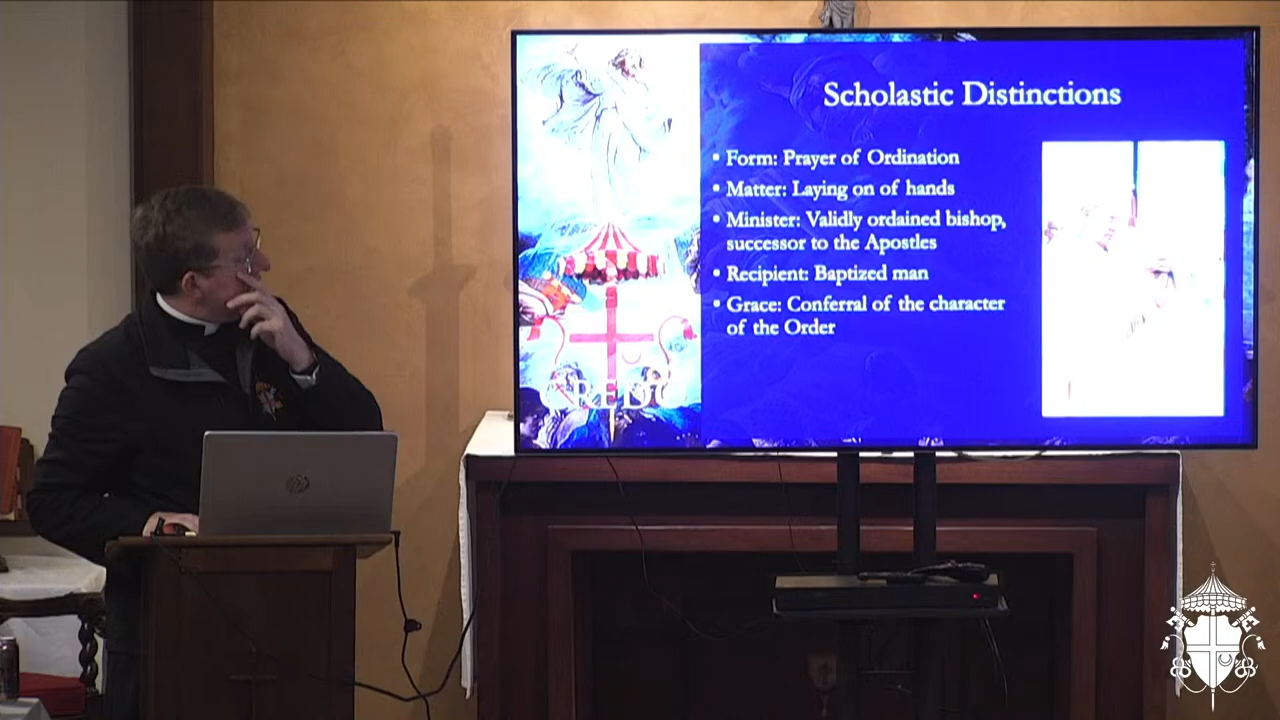 Scholastic Distinctions
• Form: Prayer of Ordination
• Matter: Laying on of hands
• Minister: Validly ordained bishop,
successor to the Apostles
• Recipient: Baptized man
• Grace: Conferral of the character
of the Order
CREDO
hp